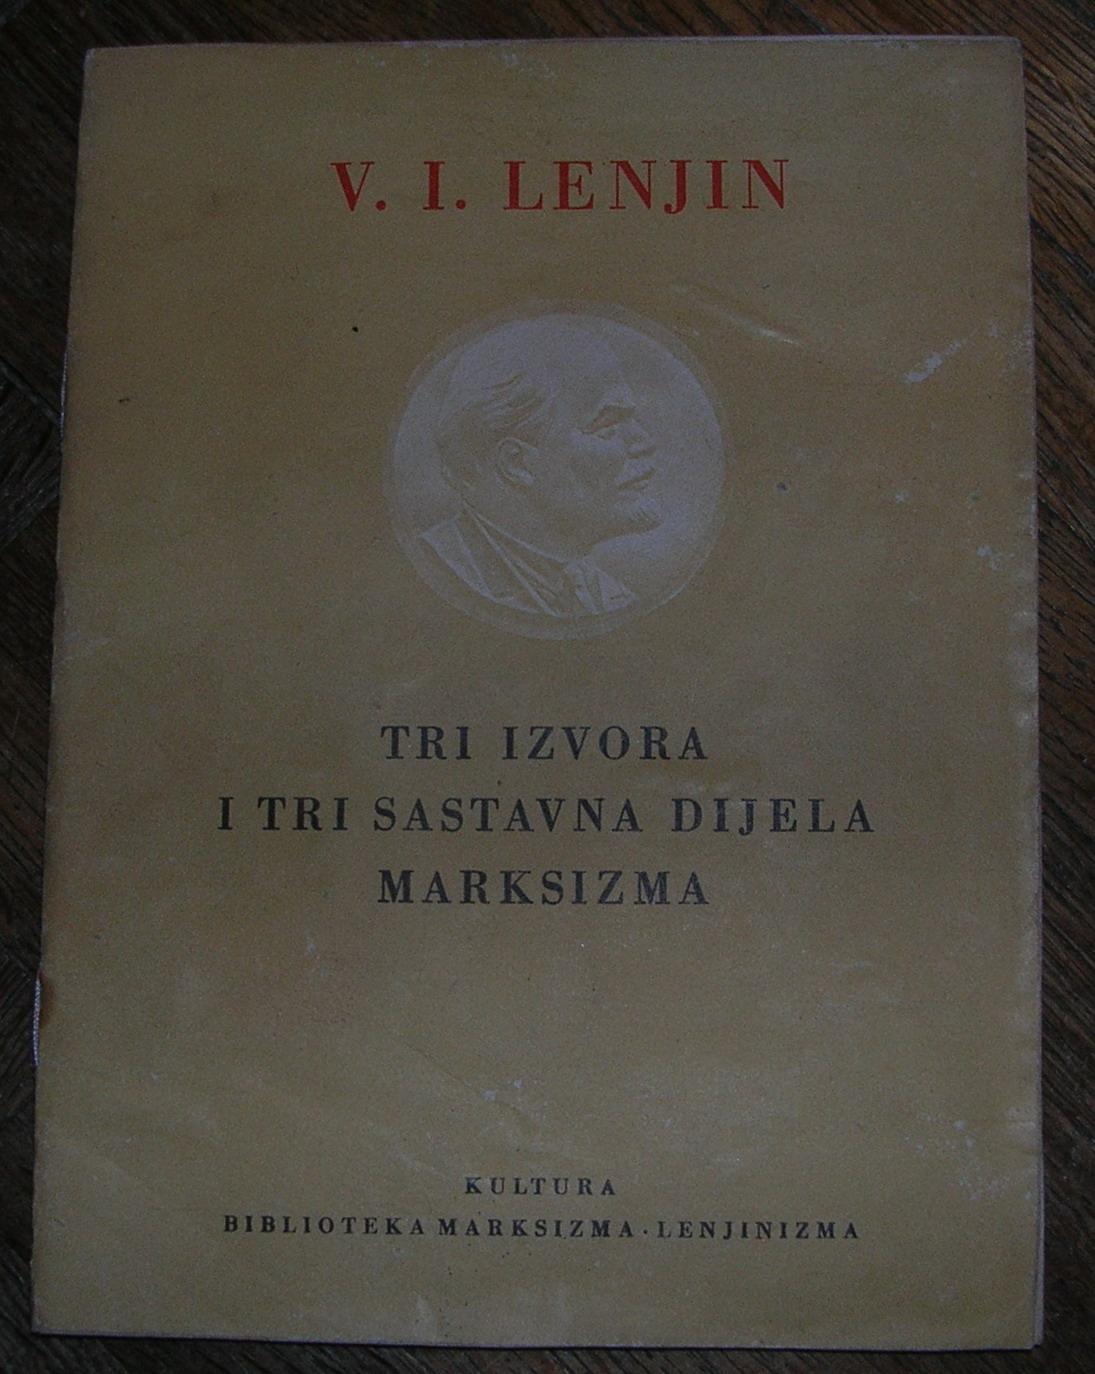 V. I. LENJIN
TRI IZVORA
I TRI SASTAVNA DIJELA
MARKSIZMA
KULTURA
BIBLIOTEKA MARKSIZMA · LENJINIZMA